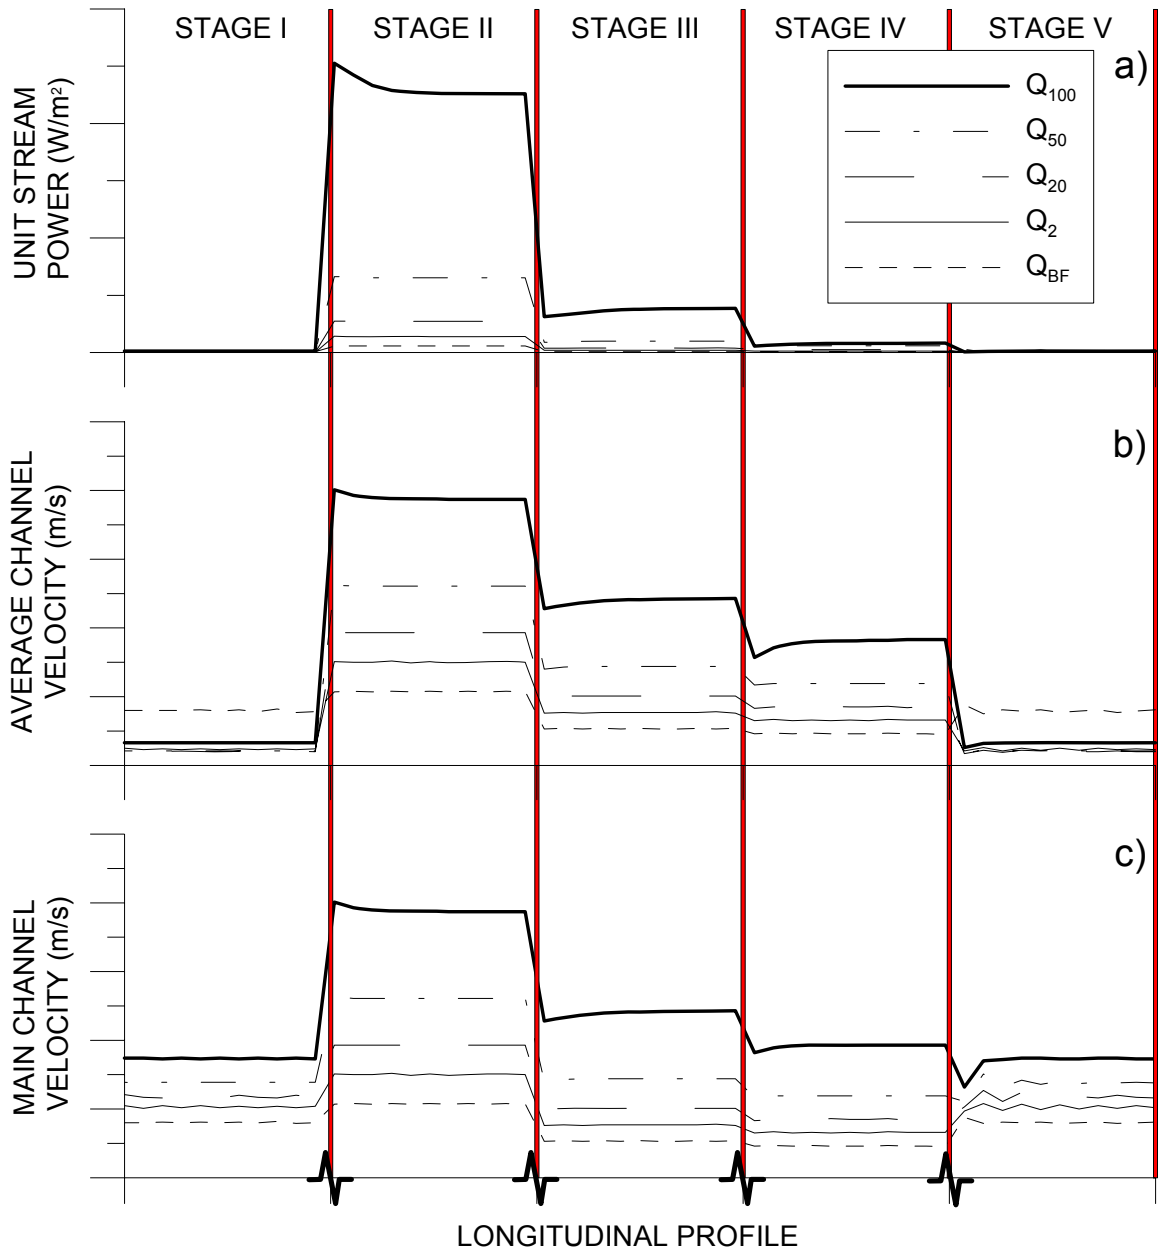 STAGE I
STAGE II
STAGE III
STAGE IV
STAGE V
a)
UNIT STREAM
POWER (W/m²)
Q₁₀₀
Q₅₀
Q₂₀
Q₂
Q_BF
b)
AVERAGE CHANNEL
VELOCITY (m/s)
c)
MAIN CHANNEL
VELOCITY (m/s)
LONGITUDINAL PROFILE